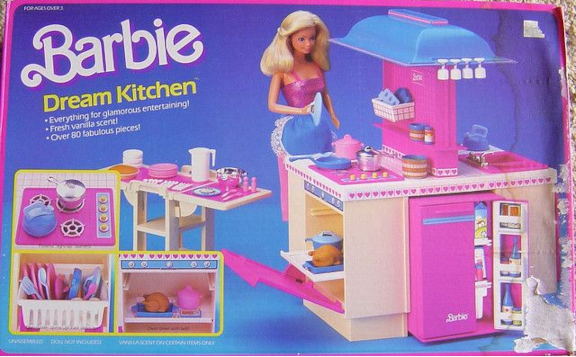 FOR AGES OVER 3
Barbie
Dream Kitchen™
• Everything for glamorous entertaining!
• Fresh vanilla scent!
• Over 80 fabulous pieces!
Barbie
UNASSEMBLED
DOLL NOT INCLUDED
VANILLA SCENT ON CERTAIN ITEMS ONLY